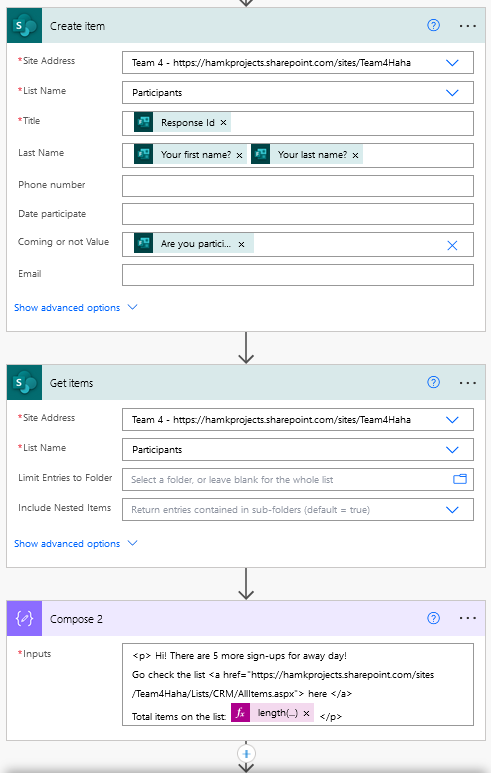 Create item
*Site Address
Team 4 - https://hamkprojects.sharepoint.com/sites/Team4Haha
*List Name
Participants
*Title
Response Id ×
Last Name
Your first name? × Your last name? ×
Phone number
Date participate
Coming or not Value
Are you partici... ×
Email
Show advanced options
Get items
*Site Address
Team 4 - https://hamkprojects.sharepoint.com/sites/Team4Haha
*List Name
Participants
Limit Entries to Folder
Select a folder, or leave blank for the whole list
Include Nested Items
Return entries contained in sub-folders (default = true)
Show advanced options
Compose 2
*Inputs
<p> Hi! There are 5 more sign-ups for away day!
Go check the list <a href="https://hamkprojects.sharepoint.com/sites
/Team4Haha/Lists/CRM/AllItems.aspx"> here </a>
Total items on the list: fx length(...) × </p>